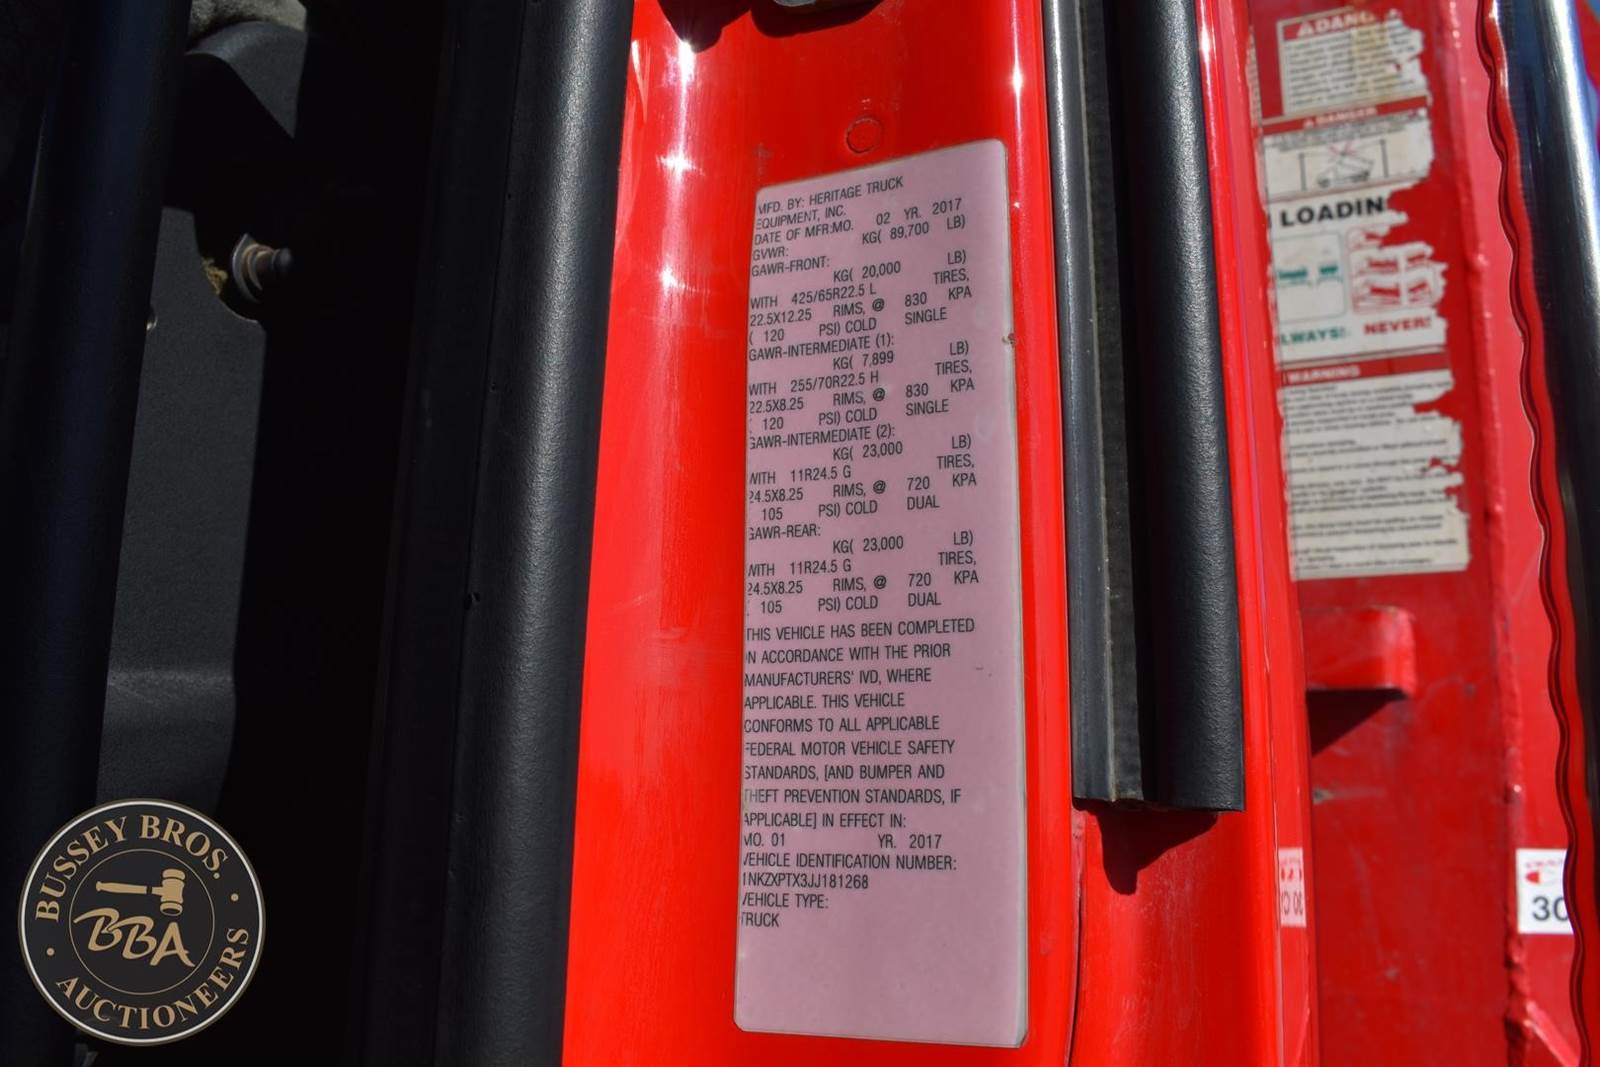 MFD. BY: HERITAGE TRUCK
EQUIPMENT, INC.
DATE OF MFR:MO. 02 YR. 2017
GVWR: KG( 89,700 LB)
GAWR-FRONT:
KG( 20,000 LB)
WITH 425/65R22.5 L TIRES,
22.5X12.25 RIMS, @ 830 KPA
( 120 PSI) COLD SINGLE
GAWR-INTERMEDIATE (1):
KG( 7,899 LB)
WITH 255/70R22.5 H TIRES,
22.5X8.25 RIMS, @ 830 KPA
( 120 PSI) COLD SINGLE
GAWR-INTERMEDIATE (2):
KG( 23,000 LB)
WITH 11R24.5 G TIRES,
24.5X8.25 RIMS, @ 720 KPA
105 PSI) COLD DUAL
GAWR-REAR:
KG( 23,000 LB)
WITH 11R24.5 G TIRES,
24.5X8.25 RIMS, @ 720 KPA
( 105 PSI) COLD DUAL
THIS VEHICLE HAS BEEN COMPLETED
IN ACCORDANCE WITH THE PRIOR
MANUFACTURERS' IVD, WHERE
APPLICABLE. THIS VEHICLE
CONFORMS TO ALL APPLICABLE
FEDERAL MOTOR VEHICLE SAFETY
STANDARDS, [AND BUMPER AND
THEFT PREVENTION STANDARDS, IF
APPLICABLE] IN EFFECT IN:
MO. 01 YR. 2017
VEHICLE IDENTIFICATION NUMBER:
1NKZXPTX3JJ181268
VEHICLE TYPE:
TRUCK
DANG
DANGER
LOADIN
LWAYS! NEVER!
WARNING
30
BUSSEY BROS.
BBA
AUCTIONEERS